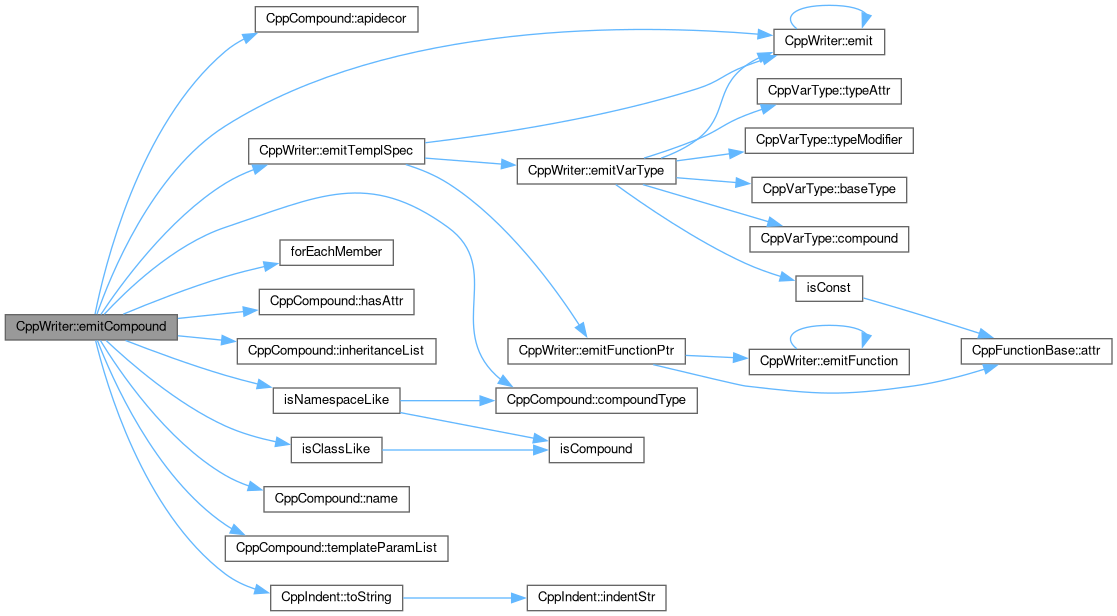 CppCompound::apidecor
CppWriter::emit
CppVarType::typeAttr
CppWriter::emitTemplSpec
CppVarType::typeModifier
CppWriter::emitVarType
CppVarType::baseType
CppVarType::compound
forEachMember
isConst
CppCompound::hasAttr
CppWriter::emitCompound
CppCompound::inheritanceList
CppWriter::emitFunctionPtr
CppFunctionBase::attr
CppWriter::emitFunction
isNamespaceLike
CppCompound::compoundType
isClassLike
isCompound
CppCompound::name
CppCompound::templateParamList
CppIndent::toString
CppIndent::indentStr